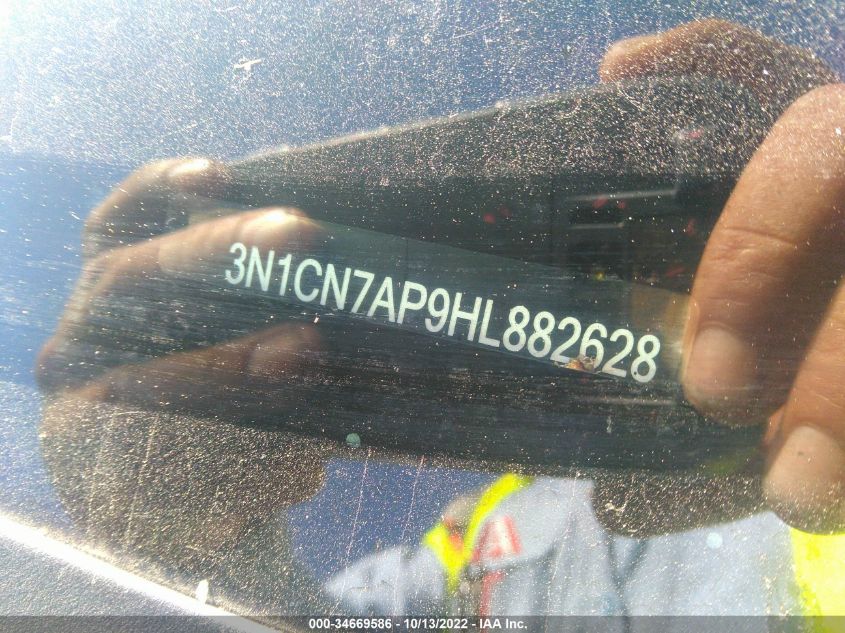 3N1CN7AP9HL882628
000-34669586 - 10/13/2022 - IAA Inc.